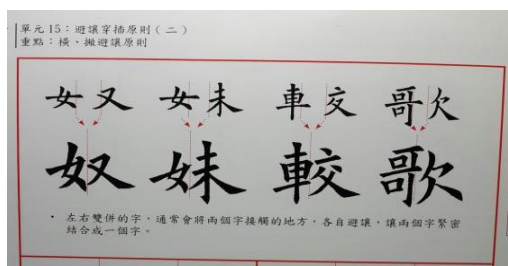 單元15：避讓穿插原則（二）
重點：橫、撇避讓原則
女又 女未 車交 哥欠
奴 妹 較 歌
• 左右雙併的字，通常會將兩個字接觸的地方，各自避讓，讓兩個字緊密
結合成一個字。